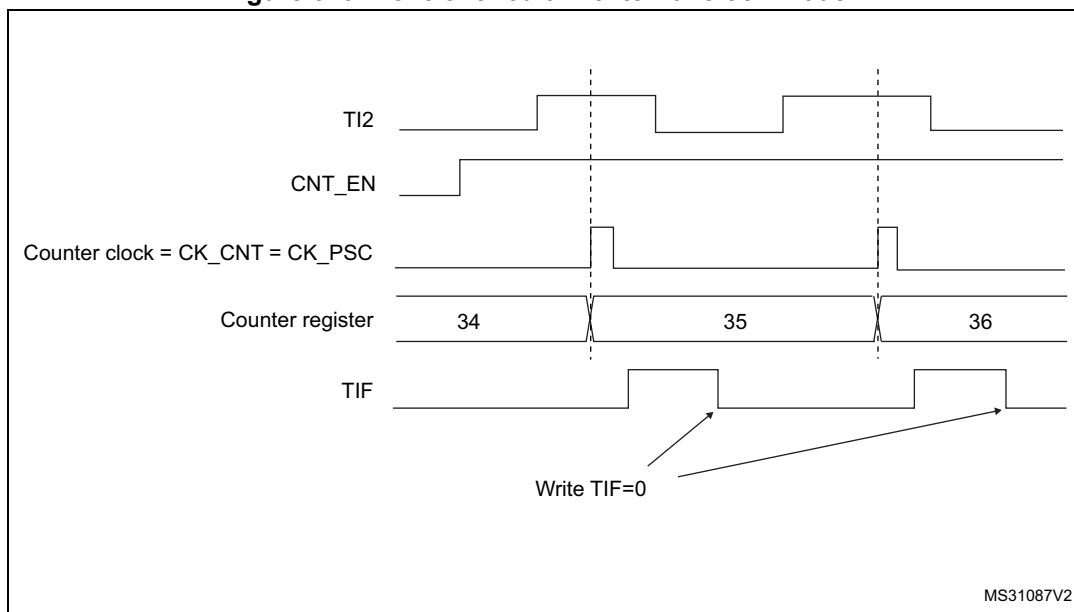 TI2
CNT_EN
Counter clock = CK_CNT = CK_PSC
Counter register 34 35 36
TIF
Write TIF=0
MS31087V2